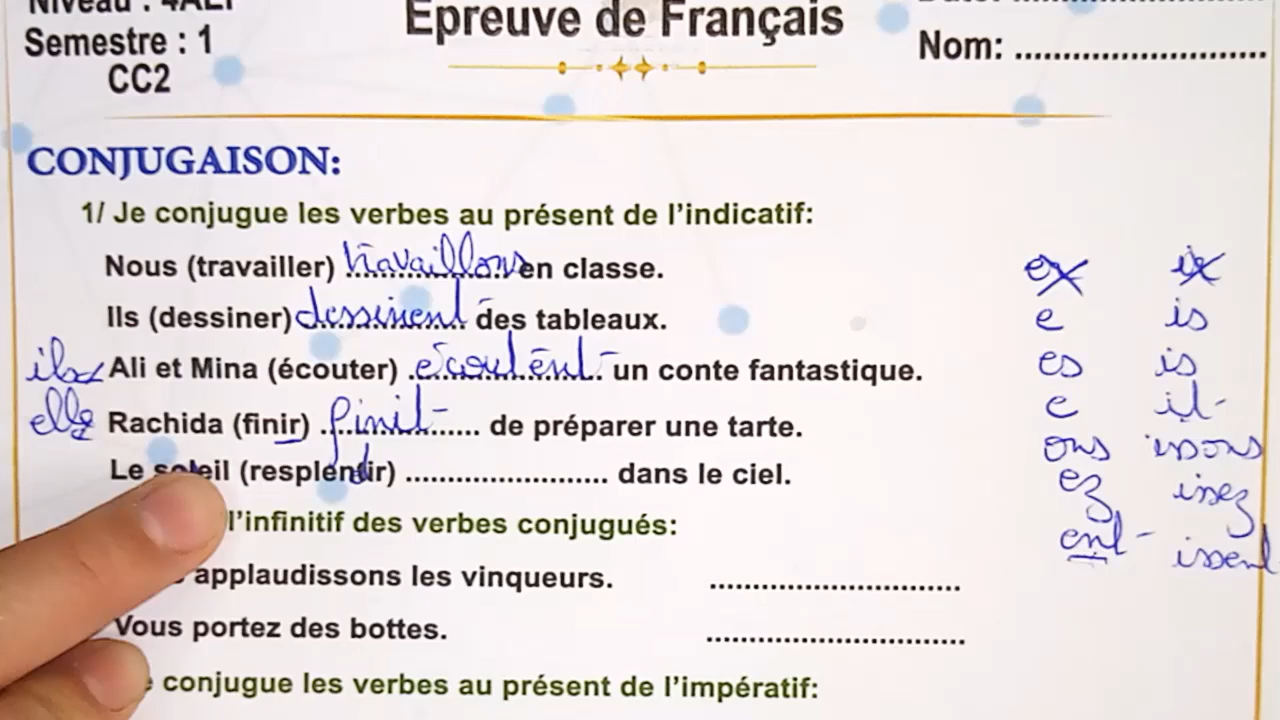 Niveau : 4AEP
Semestre : 1
CC2
Epreuve de Français
Nom: ..........................
CONJUGAISON:
1/ Je conjugue les verbes au présent de l'indicatif:
Nous (travailler) travaillons en classe.
Ils (dessiner) dessinent des tableaux.
ils Ali et Mina (écouter) écoutent un conte fantastique.
elle Rachida (finir) finit de préparer une tarte.
Le soleil (resplendir) ........................ dans le ciel.
l'infinitif des verbes conjugués:
applaudissons les vinqueurs. ..............................
Vous portez des bottes. ..............................
conjugue les verbes au présent de l'impératif:
er ir
e is
es is
e it
ons issons
ez issez
ent issent